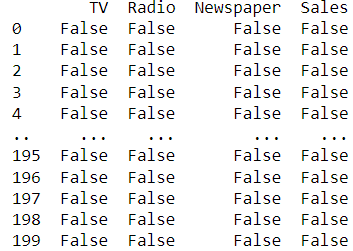 TV Radio Newspaper Sales
0 False False False False
1 False False False False
2 False False False False
3 False False False False
4 False False False False
.. ... ... ... ...
195 False False False False
196 False False False False
197 False False False False
198 False False False False
199 False False False False